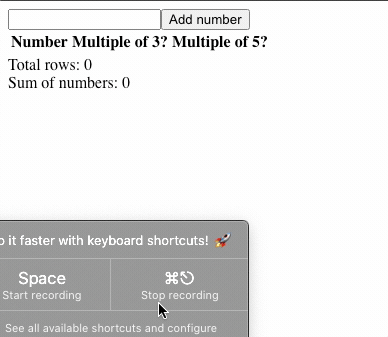 Add number
Number Multiple of 3? Multiple of 5?
Total rows: 0
Sum of numbers: 0
it faster with keyboard shortcuts! 🚀
Space ⌘⎋
Start recording Stop recording
See all available shortcuts and configure